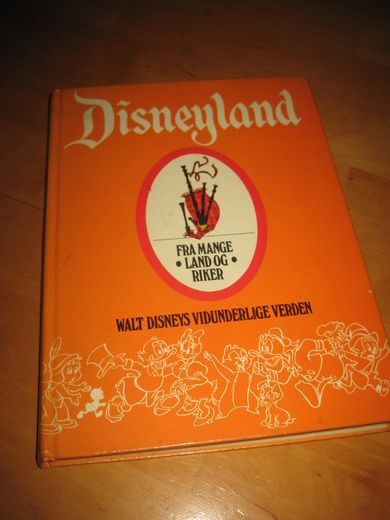 Disneyland
FRA MANGE
• LAND OG •
RIKER
WALT DISNEYS VIDUNDERLIGE VERDEN